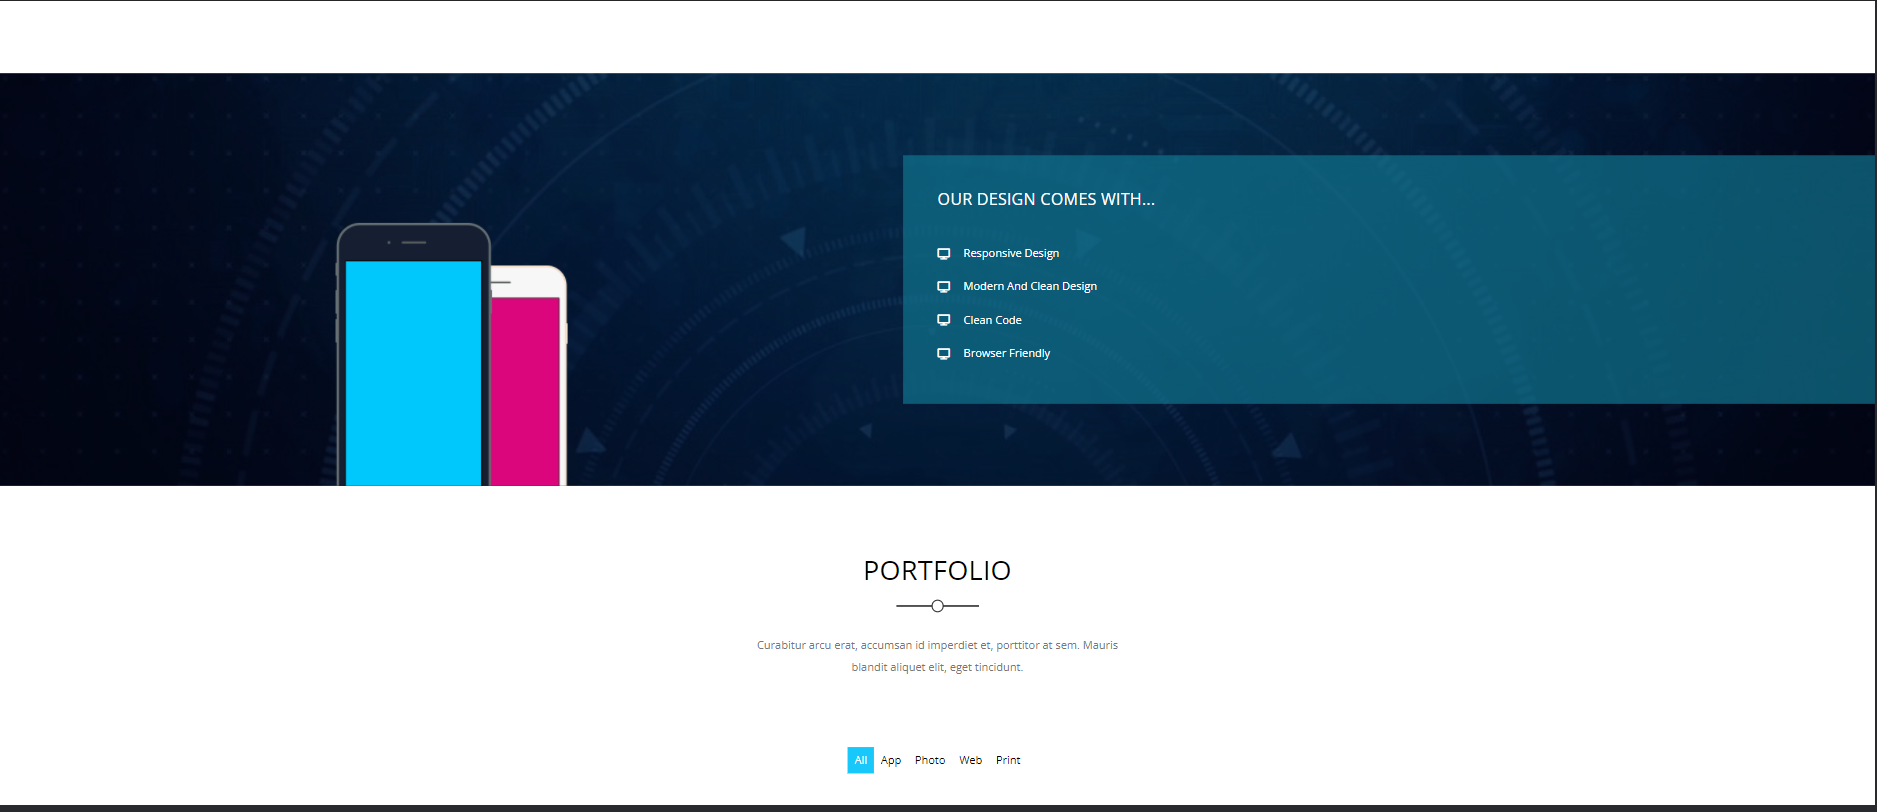 OUR DESIGN COMES WITH...
Responsive Design
Modern And Clean Design
Clean Code
Browser Friendly
PORTFOLIO
Curabitur arcu erat, accumsan id imperdiet et, porttitor at sem. Mauris
blandit aliquet elit, eget tincidunt.
All App Photo Web Print